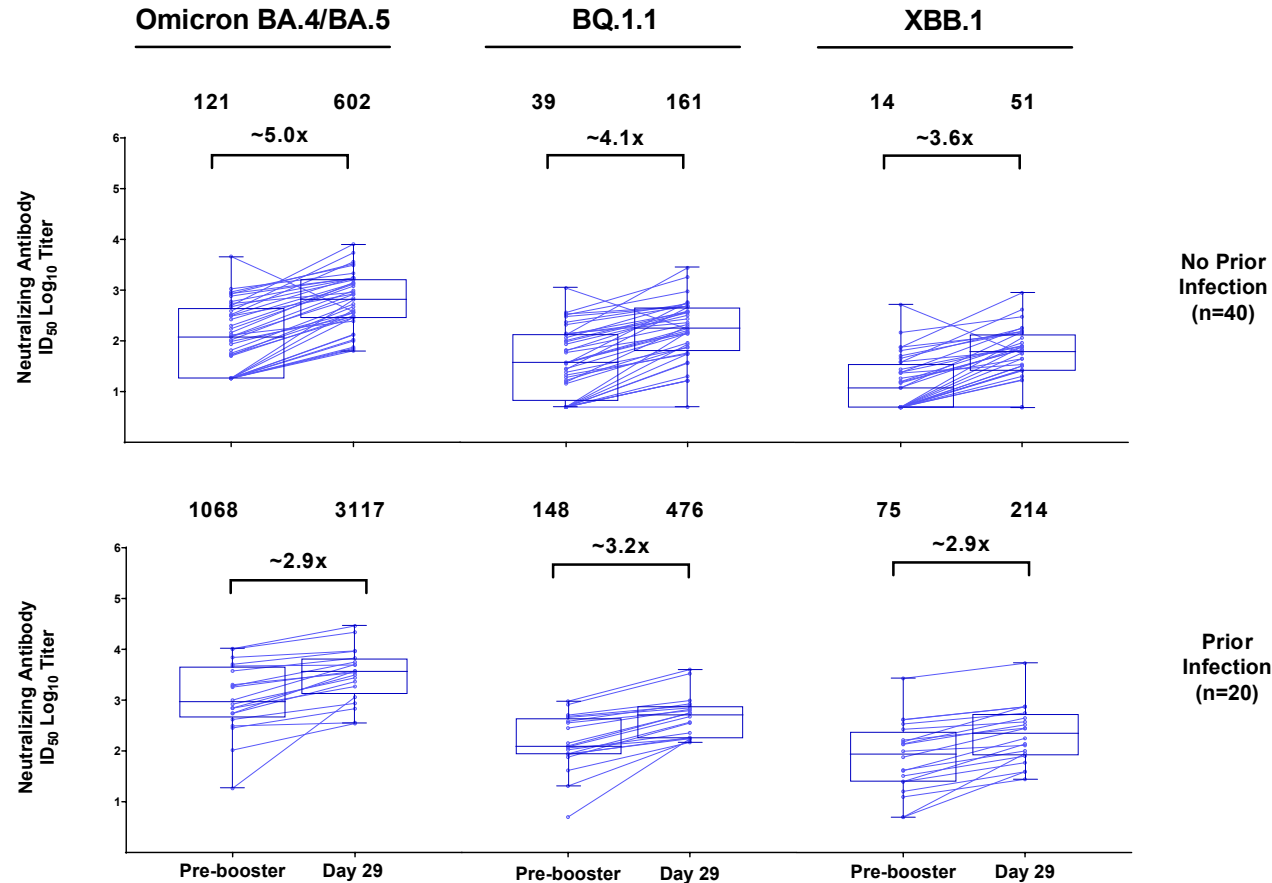 Omicron BA.4/BA.5 BQ.1.1 XBB.1
121 602 39 161 14 51
~5.0x ~4.1x ~3.6x
6
5
4
3
2
1
Neutralizing Antibody
ID50 Log10 Titer
No Prior
Infection
(n=40)
1068 3117 148 476 75 214
~2.9x ~3.2x ~2.9x
6
5
4
3
2
1
Neutralizing Antibody
ID50 Log10 Titer
Prior
Infection
(n=20)
Pre-booster Day 29 Pre-booster Day 29 Pre-booster Day 29